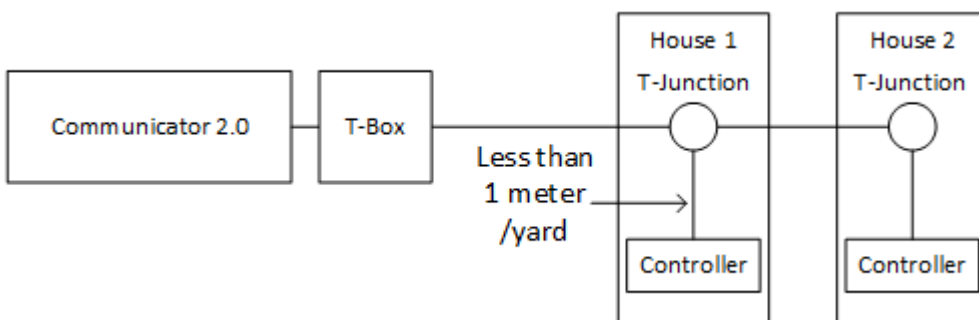 House 1
House 2
T-Junction
T-Junction
Communicator 2.0
T-Box
Less than
1 meter
/yard
Controller
Controller